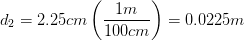 d₂ = 2.25cm (1m/100cm) = 0.0225m